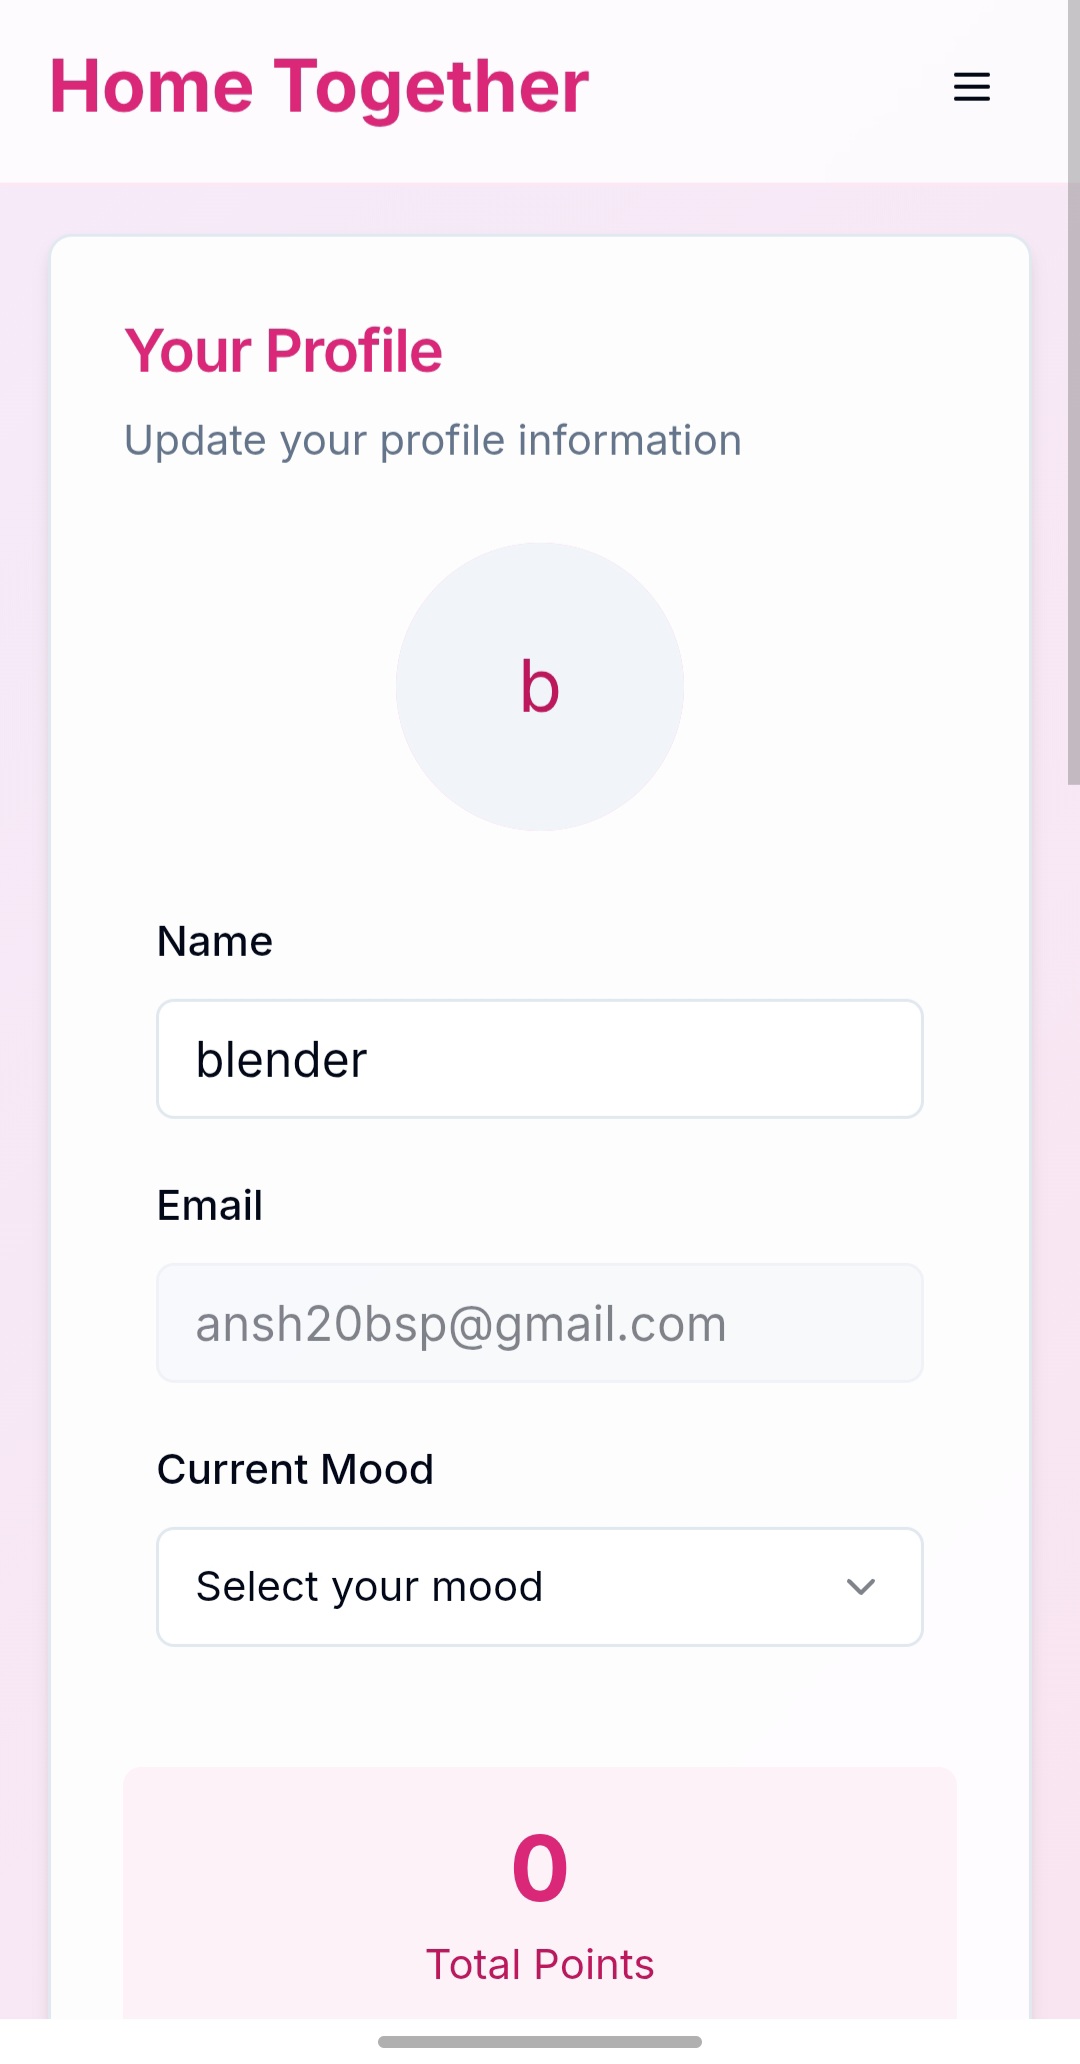 Home Together
Your Profile
Update your profile information
b
Name
blender
Email
ansh20bsp@gmail.com
Current Mood
Select your mood
0
Total Points